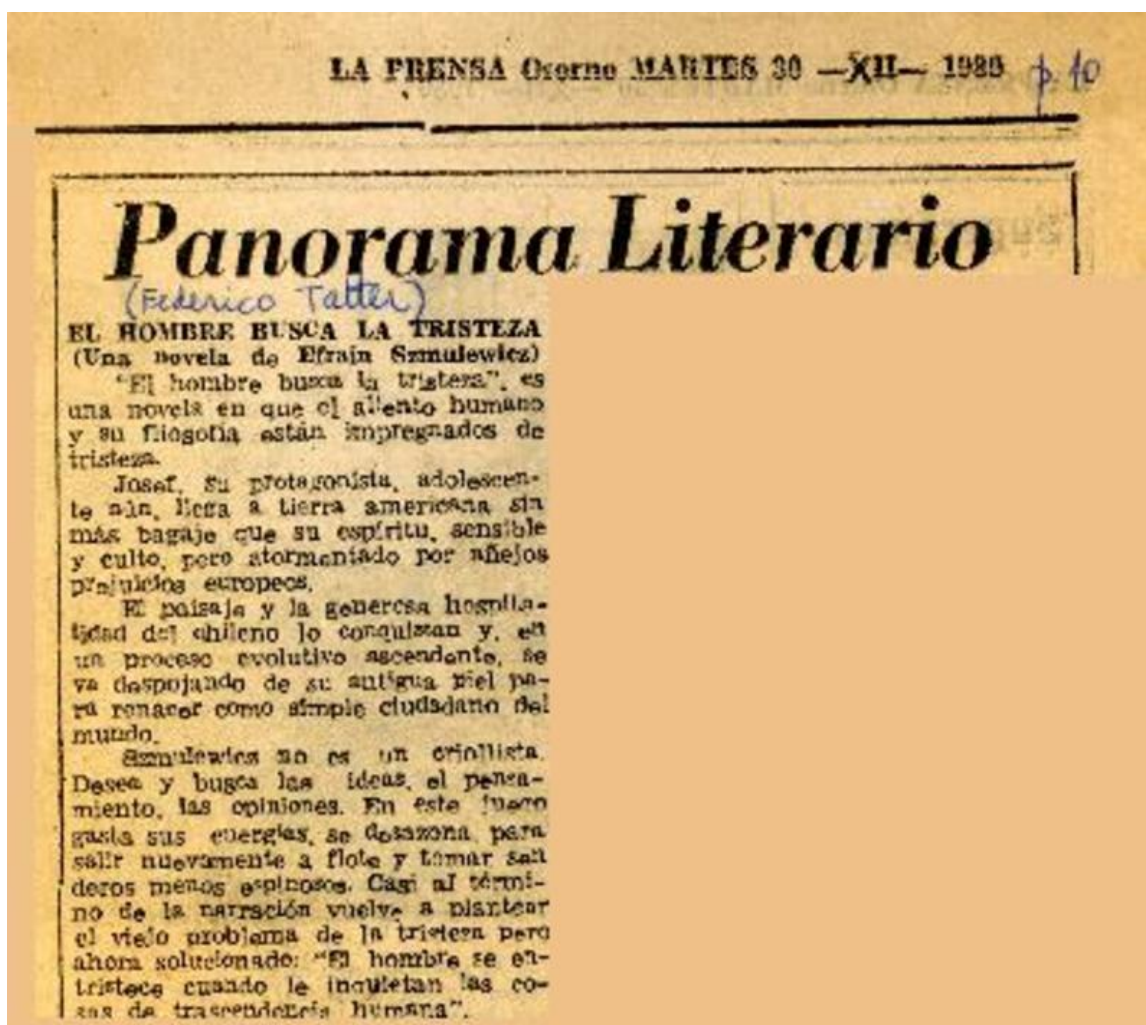 LA PRENSA Osorno MARTES 30 —XII— 1980 p. 10
Panorama Literario
(Federico Tatter)
EL HOMBRE BUSCA LA TRISTEZA
(Una novela de Efraín Szmulewicz)
"El hombre busca la tristeza", es
una novela en que el aliento humano
y su filosofía están impregnados de
tristeza.
Josef, su protagonista, adolescen-
te aún, llega a tierra americana sin
más bagaje que su espíritu, sensible
y culto, pero atormentado por añejos
prejuicios europeos.
El paisaje y la generosa hospita-
lidad del chileno lo conquistan y, en
un proceso evolutivo ascendente, se
va despojando de su antigua piel pa-
ra renacer como simple ciudadano del
mundo.
Szmulewicz no es un criollista.
Desea y busca las ideas, el pensa-
miento, las opiniones. En este juego
gasta sus energías, se desazona, para
salir nuevamente a flote y tomar sen
deros menos espinosos. Casi al térmi-
no de la narración vuelve a plantear
el viejo problema de la tristeza pero
ahora solucionado: "El hombre se en-
tristece cuando le inquietan las co-
sas de trascendencia humana".